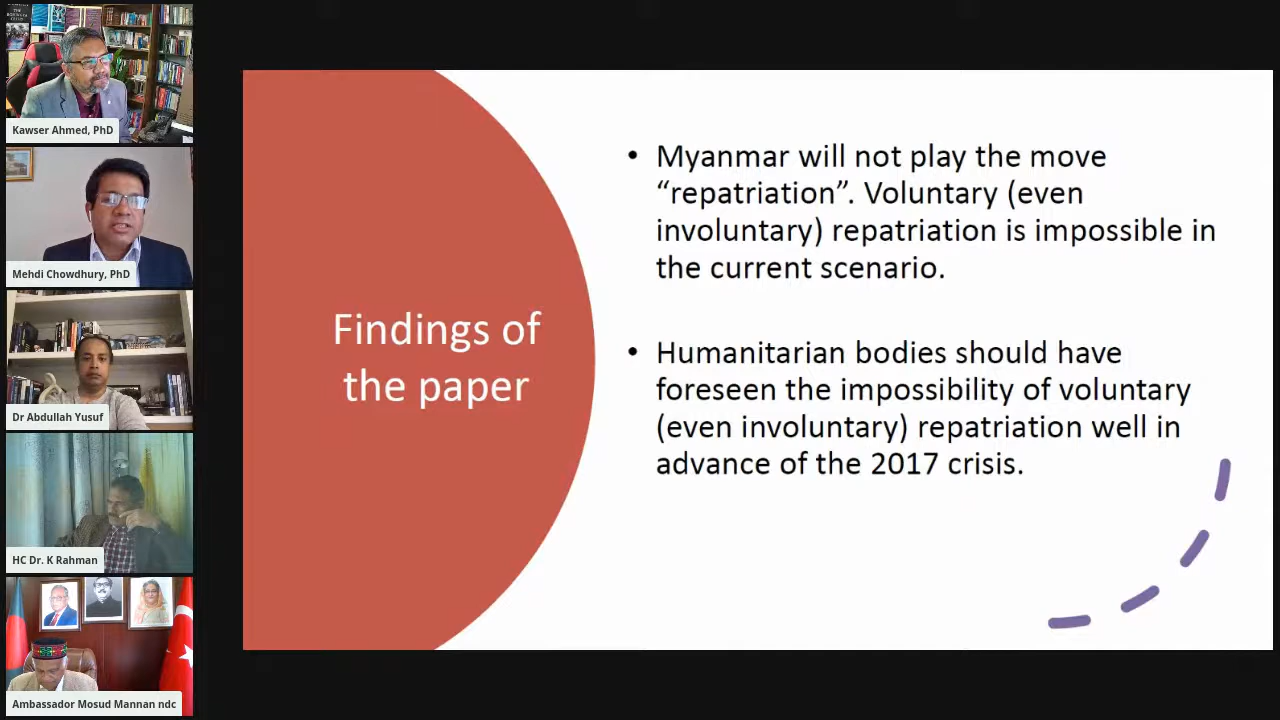 Kawser Ahmed, PhD
Mehdi Chowdhury, PhD
Dr Abdullah Yusuf
HC Dr. K Rahman
Ambassador Mosud Mannan ndc
Findings of
the paper
• Myanmar will not play the move
“repatriation”. Voluntary (even
involuntary) repatriation is impossible in
the current scenario.
• Humanitarian bodies should have
foreseen the impossibility of voluntary
(even involuntary) repatriation well in
advance of the 2017 crisis.